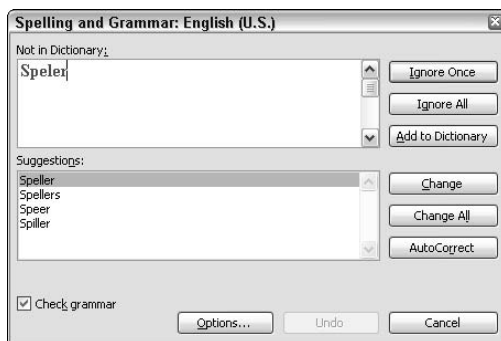 Spelling and Grammar: English (U.S.)
Not in Dictionary:
Speler
Ignore Once
Ignore All
Add to Dictionary
Suggestions:
Speller
Spellers
Speer
Spiller
Change
Change All
AutoCorrect
Check grammar
Options...
Undo
Cancel